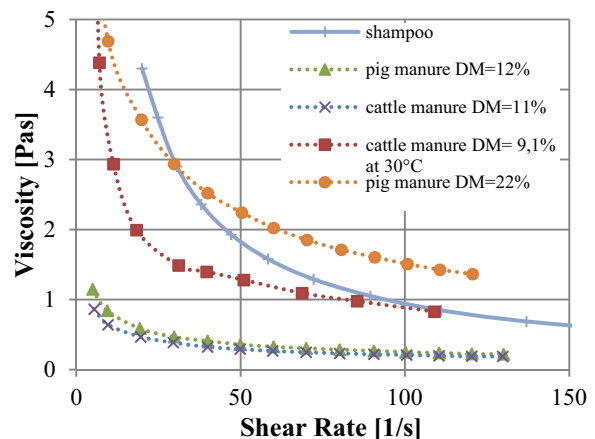 5
4
3
2
1
0
Viscosity [Pas]
shampoo
pig manure DM=12%
cattle manure DM=11%
cattle manure DM= 9,1%
at 30°C
pig manure DM=22%
0
50
100
150
Shear Rate [1/s]